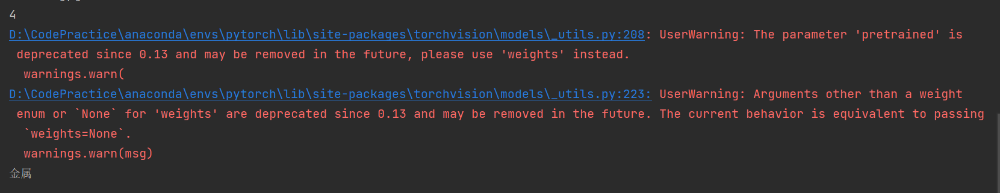 4
D:\CodePractice\anaconda\envs\pytorch\lib\site-packages\torchvision\models\_utils.py:208: UserWarning: The parameter 'pretrained' is
deprecated since 0.13 and may be removed in the future, please use 'weights' instead.
warnings.warn(
D:\CodePractice\anaconda\envs\pytorch\lib\site-packages\torchvision\models\_utils.py:223: UserWarning: Arguments other than a weight
enum or `None` for 'weights' are deprecated since 0.13 and may be removed in the future. The current behavior is equivalent to passing
`weights=None`.
warnings.warn(msg)
金属